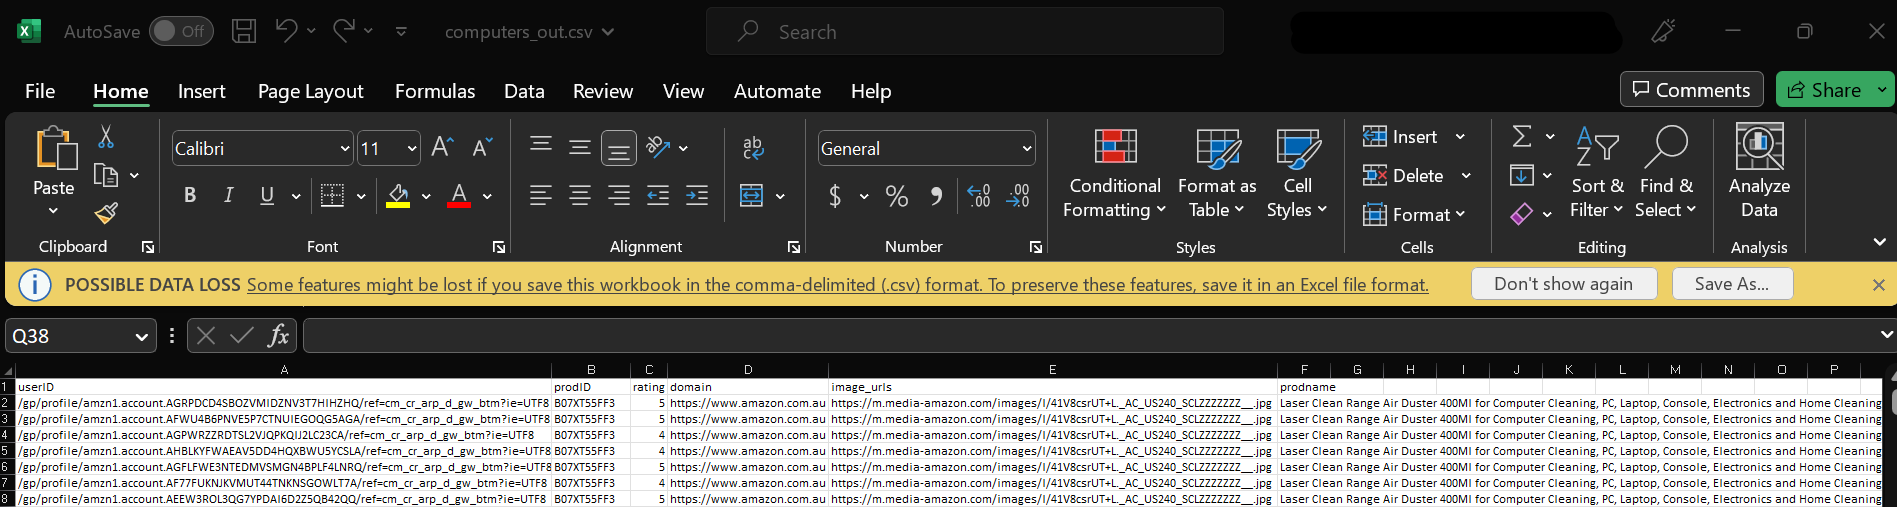 AutoSave Off computers_out.csv Search
File Home Insert Page Layout Formulas Data Review View Automate Help Comments Share
Paste
Calibri 11
B I U A
ab
General
$ % 9 .00
Conditional Formatting
Format as Table
Cell Styles
Insert
Delete
Format
Sort & Filter
Find & Select
Analyze Data
Clipboard Font Alignment Number Styles Cells Editing Analysis
POSSIBLE DATA LOSS Some features might be lost if you save this workbook in the comma-delimited (.csv) format. To preserve these features, save it in an Excel file format. Don't show again Save As...
Q38 fx
A B C D E F G H I J K L M N O P
1 userID prodID rating domain image_urls prodname
2 /gp/profile/amzn1.account.AGRPDCD4SBOZVMIDZNV3T7HIHZHQ/ref=cm_cr_arp_d_gw_btm?ie=UTF8 B07XT55FF3 5 https://www.amazon.com.au https://m.media-amazon.com/images/I/41V8csrUT+L._AC_US240_SCLZZZZZZZ__.jpg Laser Clean Range Air Duster 400Ml for Computer Cleaning, PC, Laptop, Console, Electronics and Home Cleaning
3 /gp/profile/amzn1.account.AFWU4B6PNVE5P7CTNUIEGOQG5AGA/ref=cm_cr_arp_d_gw_btm?ie=UTF8 B07XT55FF3 5 https://www.amazon.com.au https://m.media-amazon.com/images/I/41V8csrUT+L._AC_US240_SCLZZZZZZZ__.jpg Laser Clean Range Air Duster 400Ml for Computer Cleaning, PC, Laptop, Console, Electronics and Home Cleaning
4 /gp/profile/amzn1.account.AGPWRZZRDTSL2VJQPKQIJ2LC23CA/ref=cm_cr_arp_d_gw_btm?ie=UTF8 B07XT55FF3 4 https://www.amazon.com.au https://m.media-amazon.com/images/I/41V8csrUT+L._AC_US240_SCLZZZZZZZ__.jpg Laser Clean Range Air Duster 400Ml for Computer Cleaning, PC, Laptop, Console, Electronics and Home Cleaning
5 /gp/profile/amzn1.account.AHBLKYFWAEAV5DD4HQXBWU5YCSLA/ref=cm_cr_arp_d_gw_btm?ie=UTF8 B07XT55FF3 4 https://www.amazon.com.au https://m.media-amazon.com/images/I/41V8csrUT+L._AC_US240_SCLZZZZZZZ__.jpg Laser Clean Range Air Duster 400Ml for Computer Cleaning, PC, Laptop, Console, Electronics and Home Cleaning
6 /gp/profile/amzn1.account.AGFLFWE3NTEDMVSMGN4BPLF4LNRQ/ref=cm_cr_arp_d_gw_btm?ie=UTF8 B07XT55FF3 5 https://www.amazon.com.au https://m.media-amazon.com/images/I/41V8csrUT+L._AC_US240_SCLZZZZZZZ__.jpg Laser Clean Range Air Duster 400Ml for Computer Cleaning, PC, Laptop, Console, Electronics and Home Cleaning
7 /gp/profile/amzn1.account.AF77FUKNJKVMUT44TNKNSGOWLT7A/ref=cm_cr_arp_d_gw_btm?ie=UTF8 B07XT55FF3 4 https://www.amazon.com.au https://m.media-amazon.com/images/I/41V8csrUT+L._AC_US240_SCLZZZZZZZ__.jpg Laser Clean Range Air Duster 400Ml for Computer Cleaning, PC, Laptop, Console, Electronics and Home Cleaning
8 /gp/profile/amzn1.account.AEEW3ROL3QG7YPDAI6D2Z5QB42QQ/ref=cm_cr_arp_d_gw_btm?ie=UTF8 B07XT55FF3 5 https://www.amazon.com.au https://m.media-amazon.com/images/I/41V8csrUT+L._AC_US240_SCLZZZZZZZ__.jpg Laser Clean Range Air Duster 400Ml for Computer Cleaning, PC, Laptop, Console, Electronics and Home Cleaning